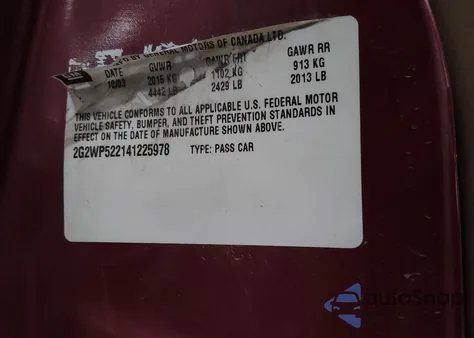 MFD BY GENERAL MOTORS OF CANADA LTD.
DATE GVWR GAWR FRT GAWR RR
10/03 2015 KG 1102 KG 913 KG
4442 LB 2429 LB 2013 LB
THIS VEHICLE CONFORMS TO ALL APPLICABLE U.S. FEDERAL MOTOR
VEHICLE SAFETY, BUMPER, AND THEFT PREVENTION STANDARDS IN
EFFECT ON THE DATE OF MANUFACTURE SHOWN ABOVE.
2G2WP522141225978 TYPE: PASS CAR
autoSnap